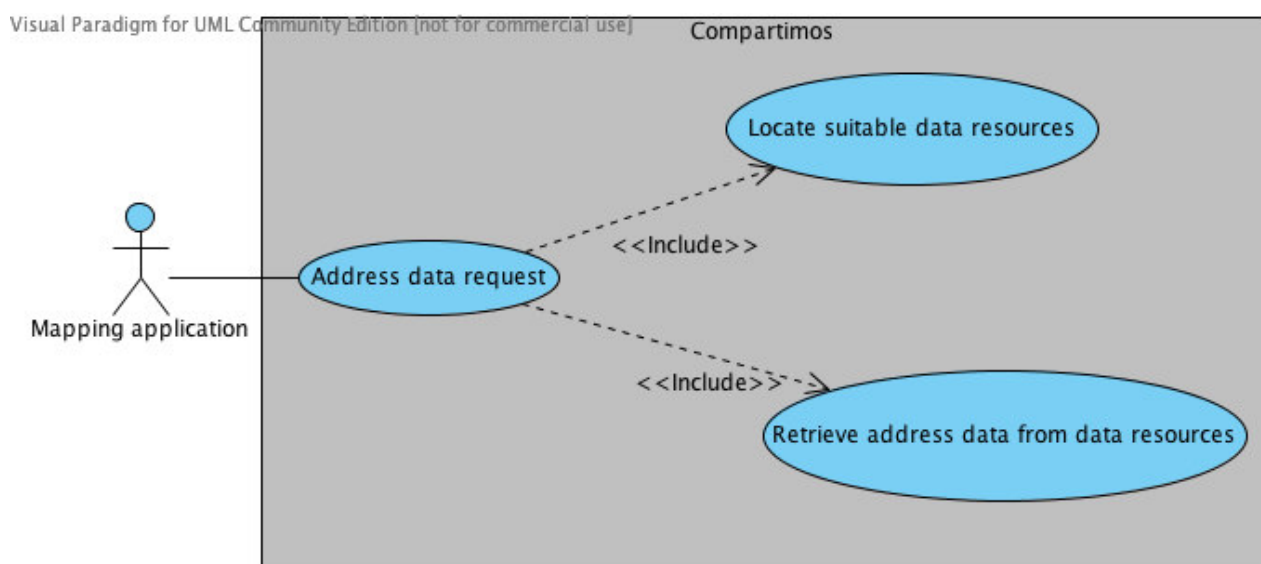 Visual Paradigm for UML Community Edition [not for commercial use]
Compartimos
Locate suitable data resources
<<Include>>
Address data request
Mapping application
<<Include>>
Retrieve address data from data resources